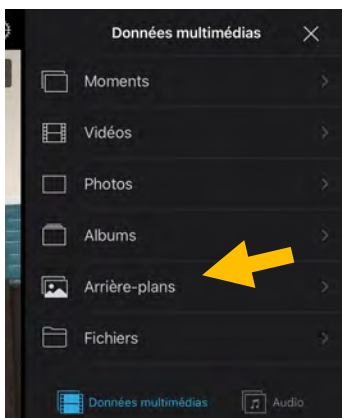 Données multimédias
Moments
Vidéos
Photos
Albums
Arrière-plans
Fichiers
Données multimédias Audio